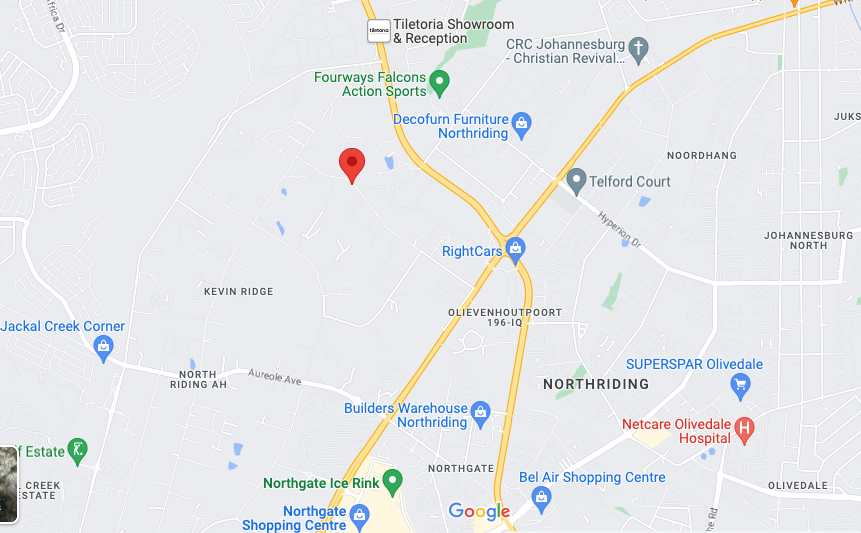 Africa Dr
tiletoria
Tiletoria Showroom
& Reception
CRC Johannesburg
- Christian Revival...
Fourways Falcons
Action Sports
Decofurn Furniture
Northriding
JUKS
NOORDHANG
Telford Court
Hyperion Dr
JOHANNESBURG
NORTH
RightCars
KEVIN RIDGE
OLIEVENHOUTPOORT
196-IQ
Jackal Creek Corner
NORTH
RIDING AH
Aureole Ave
SUPERSPAR Olivedale
NORTHRIDING
Builders Warehouse
Northriding
Netcare Olivedale
Hospital
f Estate
NORTHGATE
Bel Air Shopping Centre
Northgate Ice Rink
L CREEK
ESTATE
OLIVEDALE
Northgate
Shopping Centre
Google
he Rd